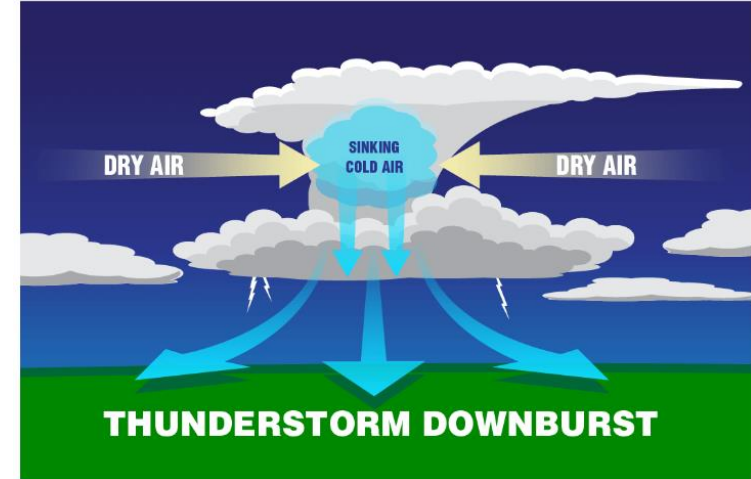 SINKING
COLD AIR
DRY AIR
DRY AIR
THUNDERSTORM DOWNBURST